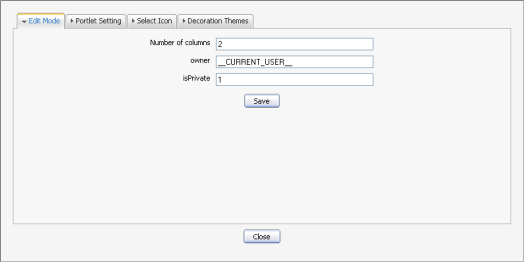 Edit Mode Portlet Setting Select Icon Decoration Themes
Number of columns 2
owner __CURRENT_USER__
isPrivate 1
Save
Close